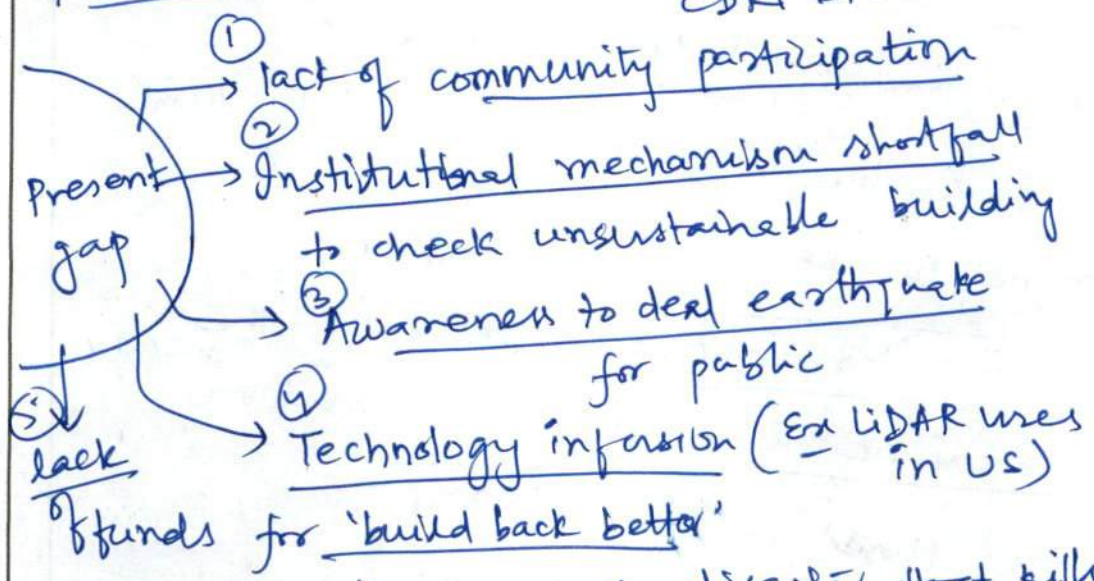 ①
lack of community participation
Present
gap
②
Institutional mechanism shortfall
to check unsustainable building
③
Awareness to deal earthquake
for public
④
Technology infusion (Ex LiDAR uses
in US)
⑤
lack
of funds for 'build back better'